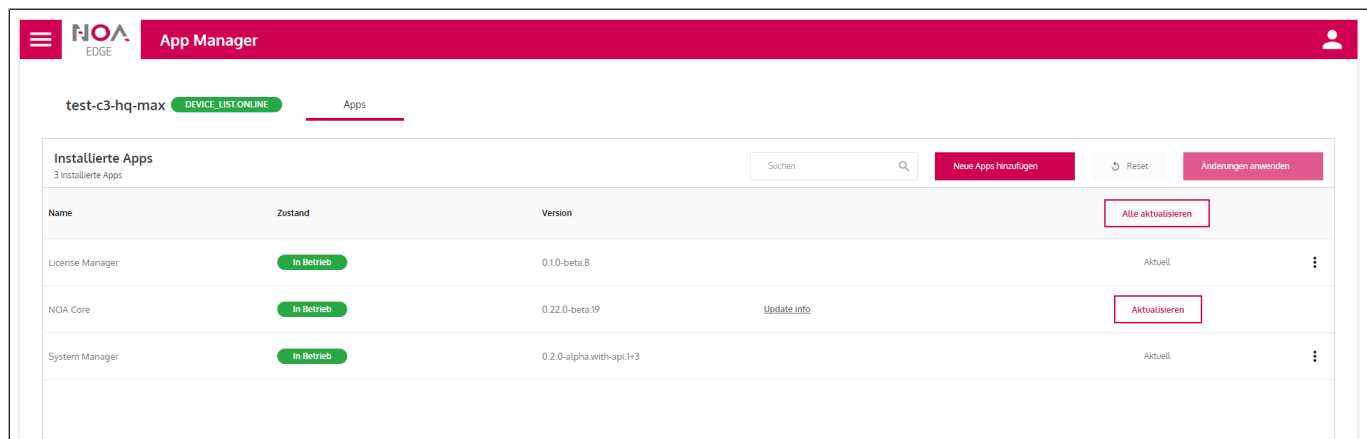 NOA
EDGE
App Manager
test-c3-hq-max
DEVICE_LIST.ONLINE
Apps
Installierte Apps
3 Installierte Apps
Suchen
Neue Apps hinzufügen
Reset
Änderungen anwenden
Name Zustand Version
Alle aktualisieren
License Manager In Betrieb 0.1.0-beta.8 Aktuell
NOA Core In Betrieb 0.22.0-beta.19 Update info Aktualisieren
System Manager In Betrieb 0.2.0-alpha.with-api.1+3 Aktuell